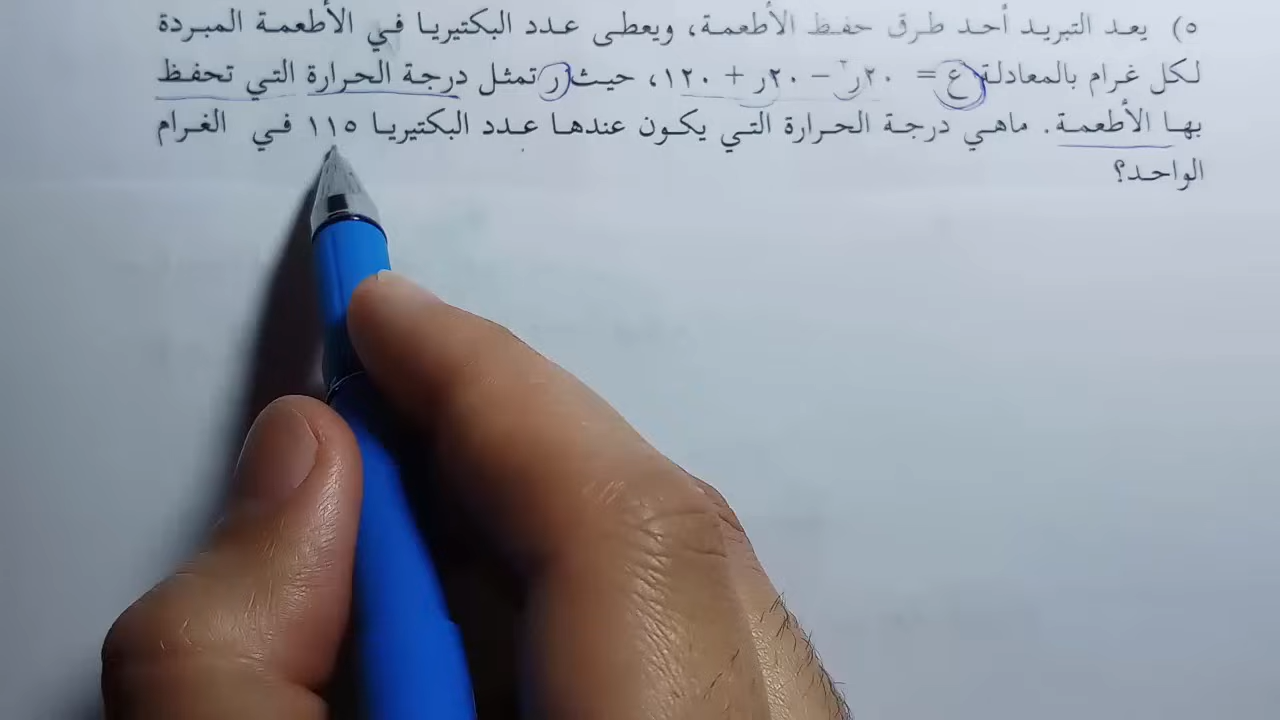 ٥) يعد التبريد أحد طرق حفظ الأطعمة، ويعطى عدد البكتيريا في الأطعمة المبردة
لكل غرام بالمعادلة ع = ٢٠ر٢ − ٢٠ر + ١٢٠، حيث ر تمثل درجة الحرارة التي تحفظ
بها الأطعمة. ماهي درجة الحرارة التي يكون عندها عدد البكتيريا ١١٥ في الغرام
الواحد؟